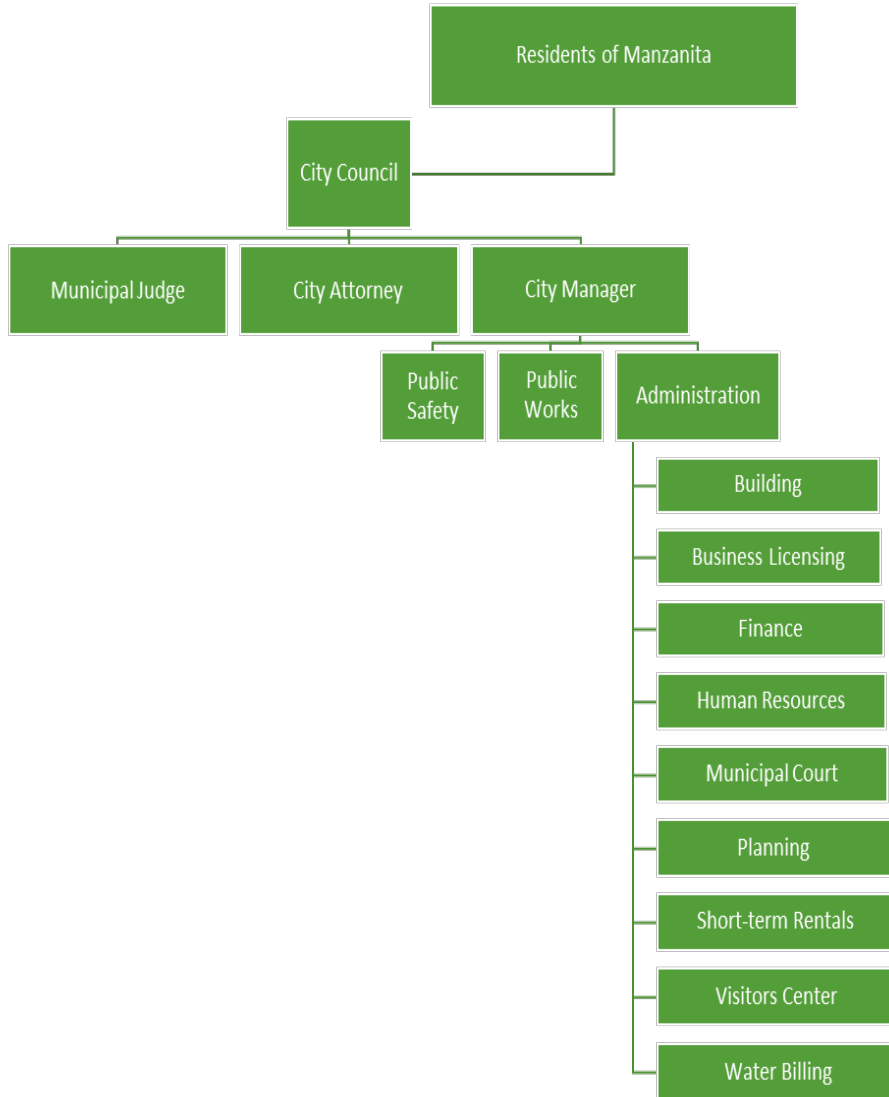 Residents of Manzanita
City Council
Municipal Judge
City Attorney
City Manager
Public
Safety
Public
Works
Administration
Building
Business Licensing
Finance
Human Resources
Municipal Court
Planning
Short-term Rentals
Visitors Center
Water Billing